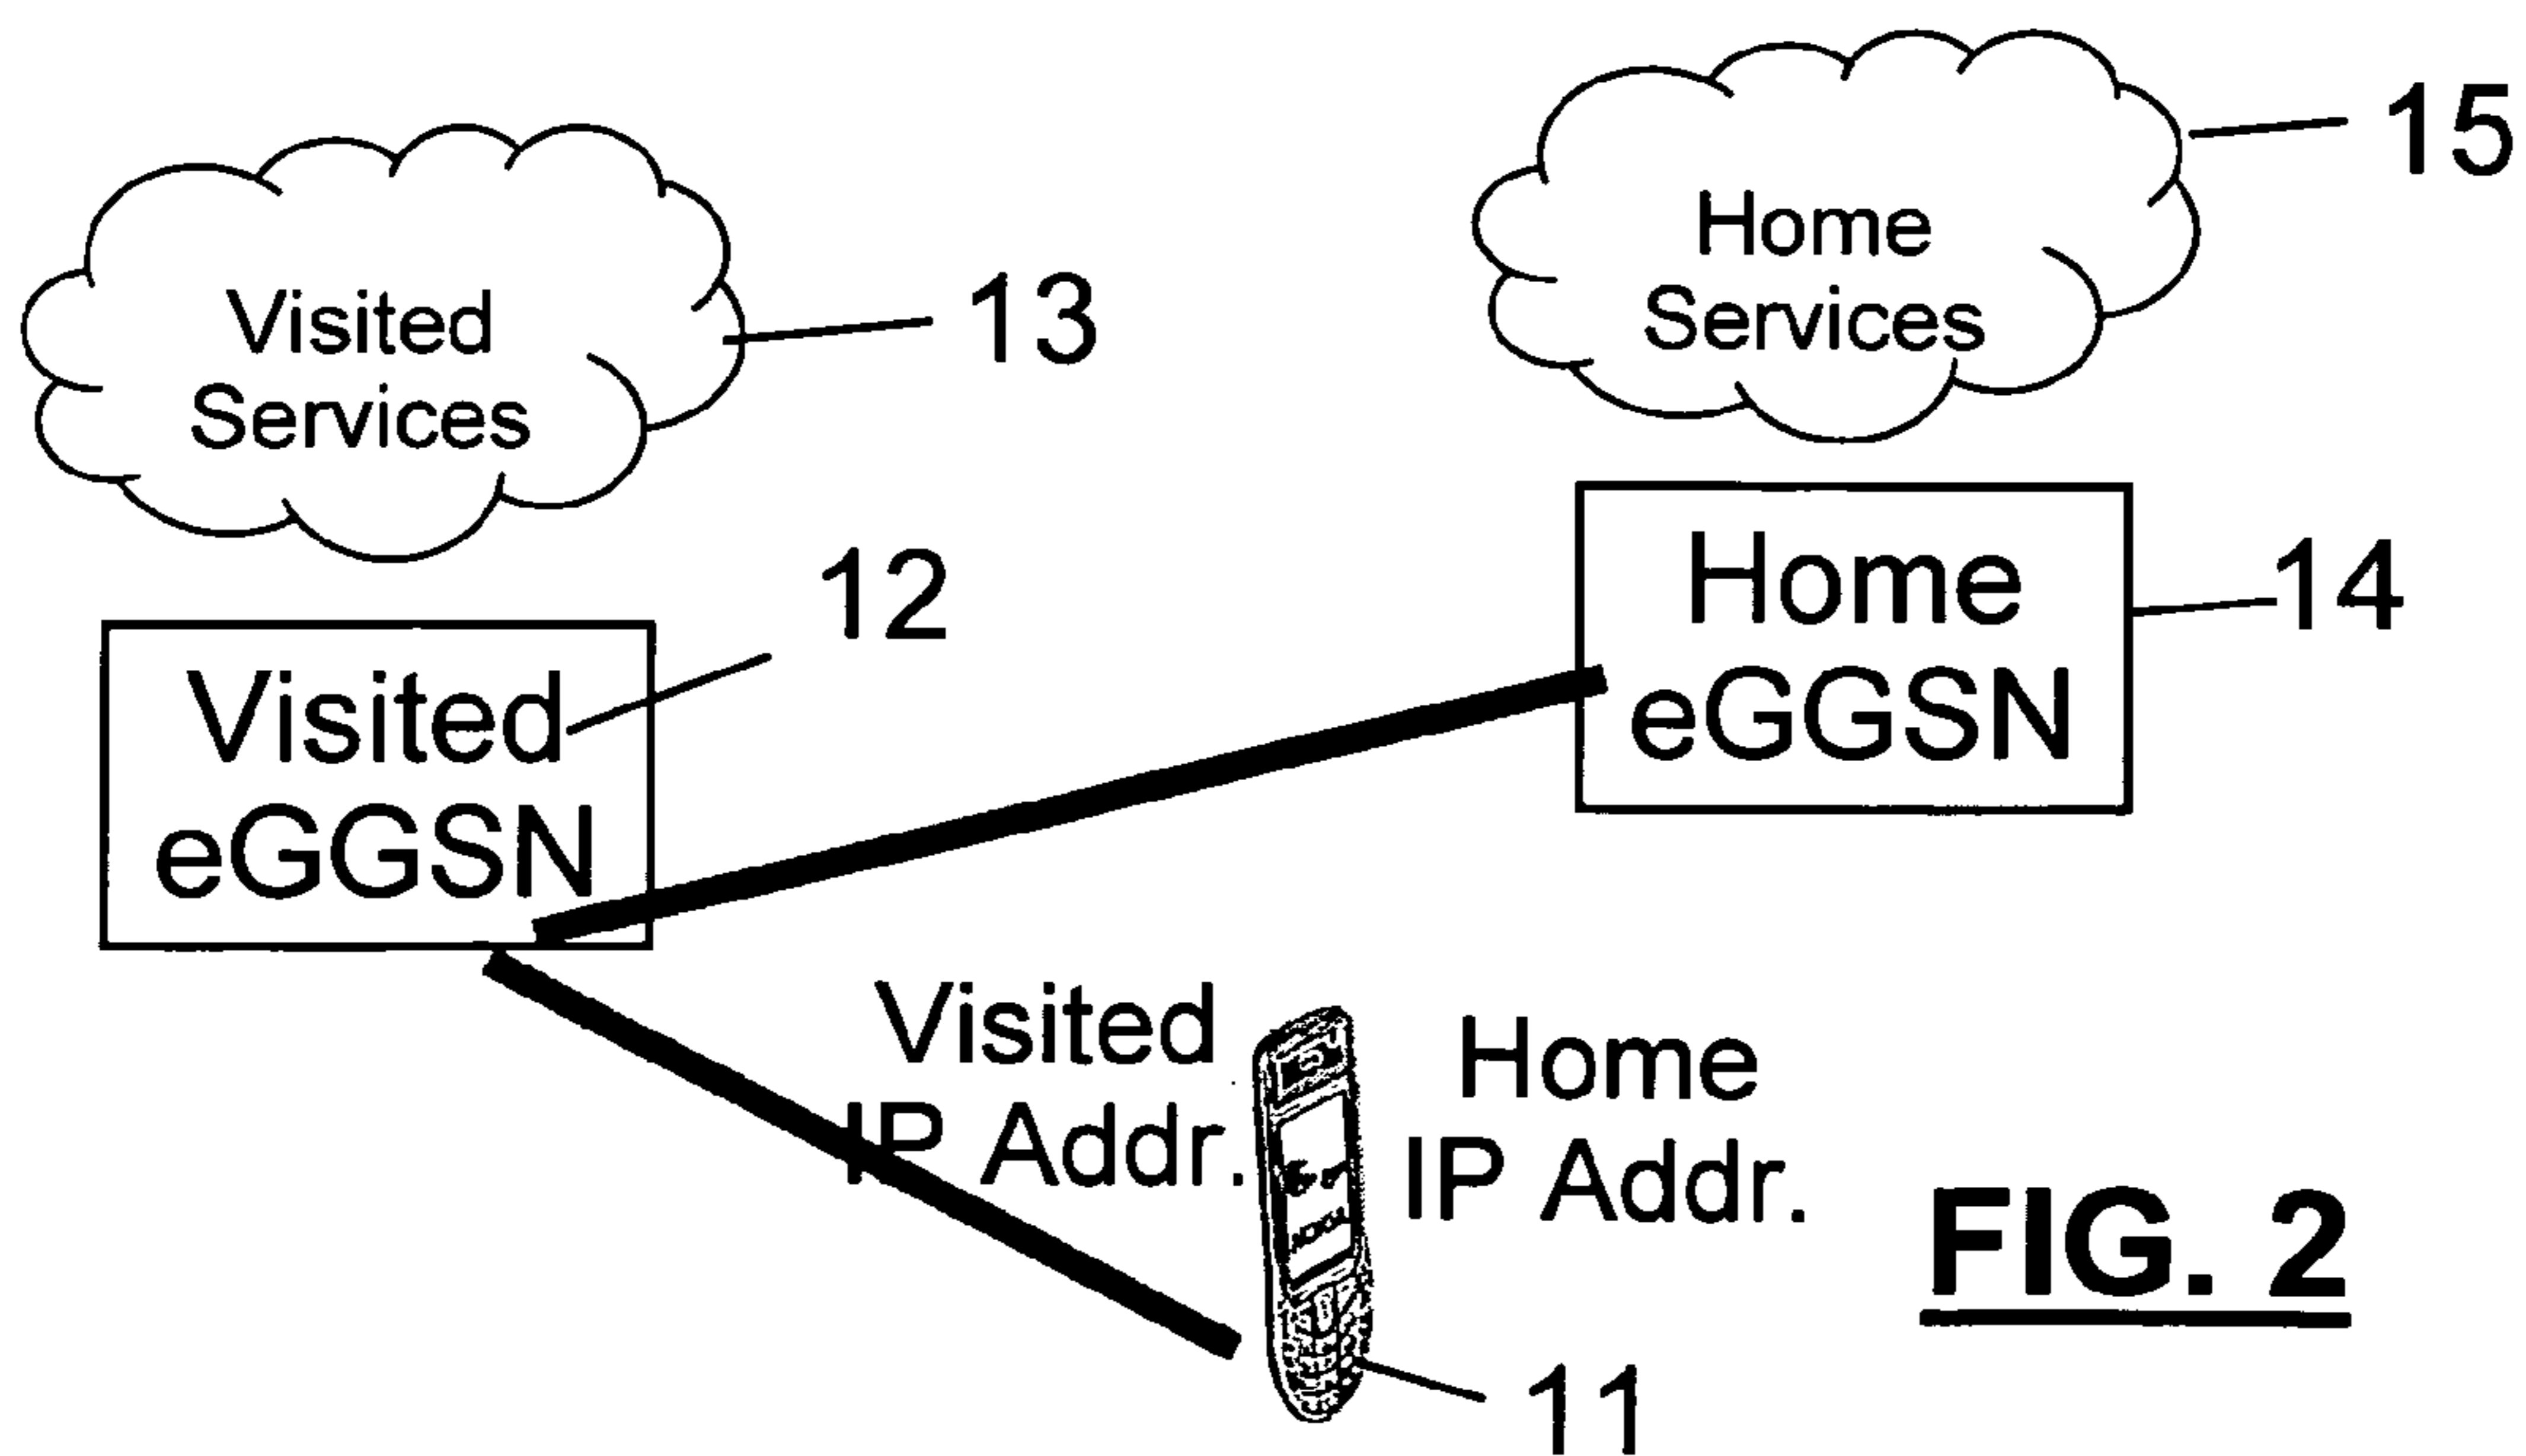 15
Home
Services
13
Visited
Services
12
Home
eGGSN
14
Visited
eGGSN
Visited
IP Addr.
Home
IP Addr.
FIG. 2
11